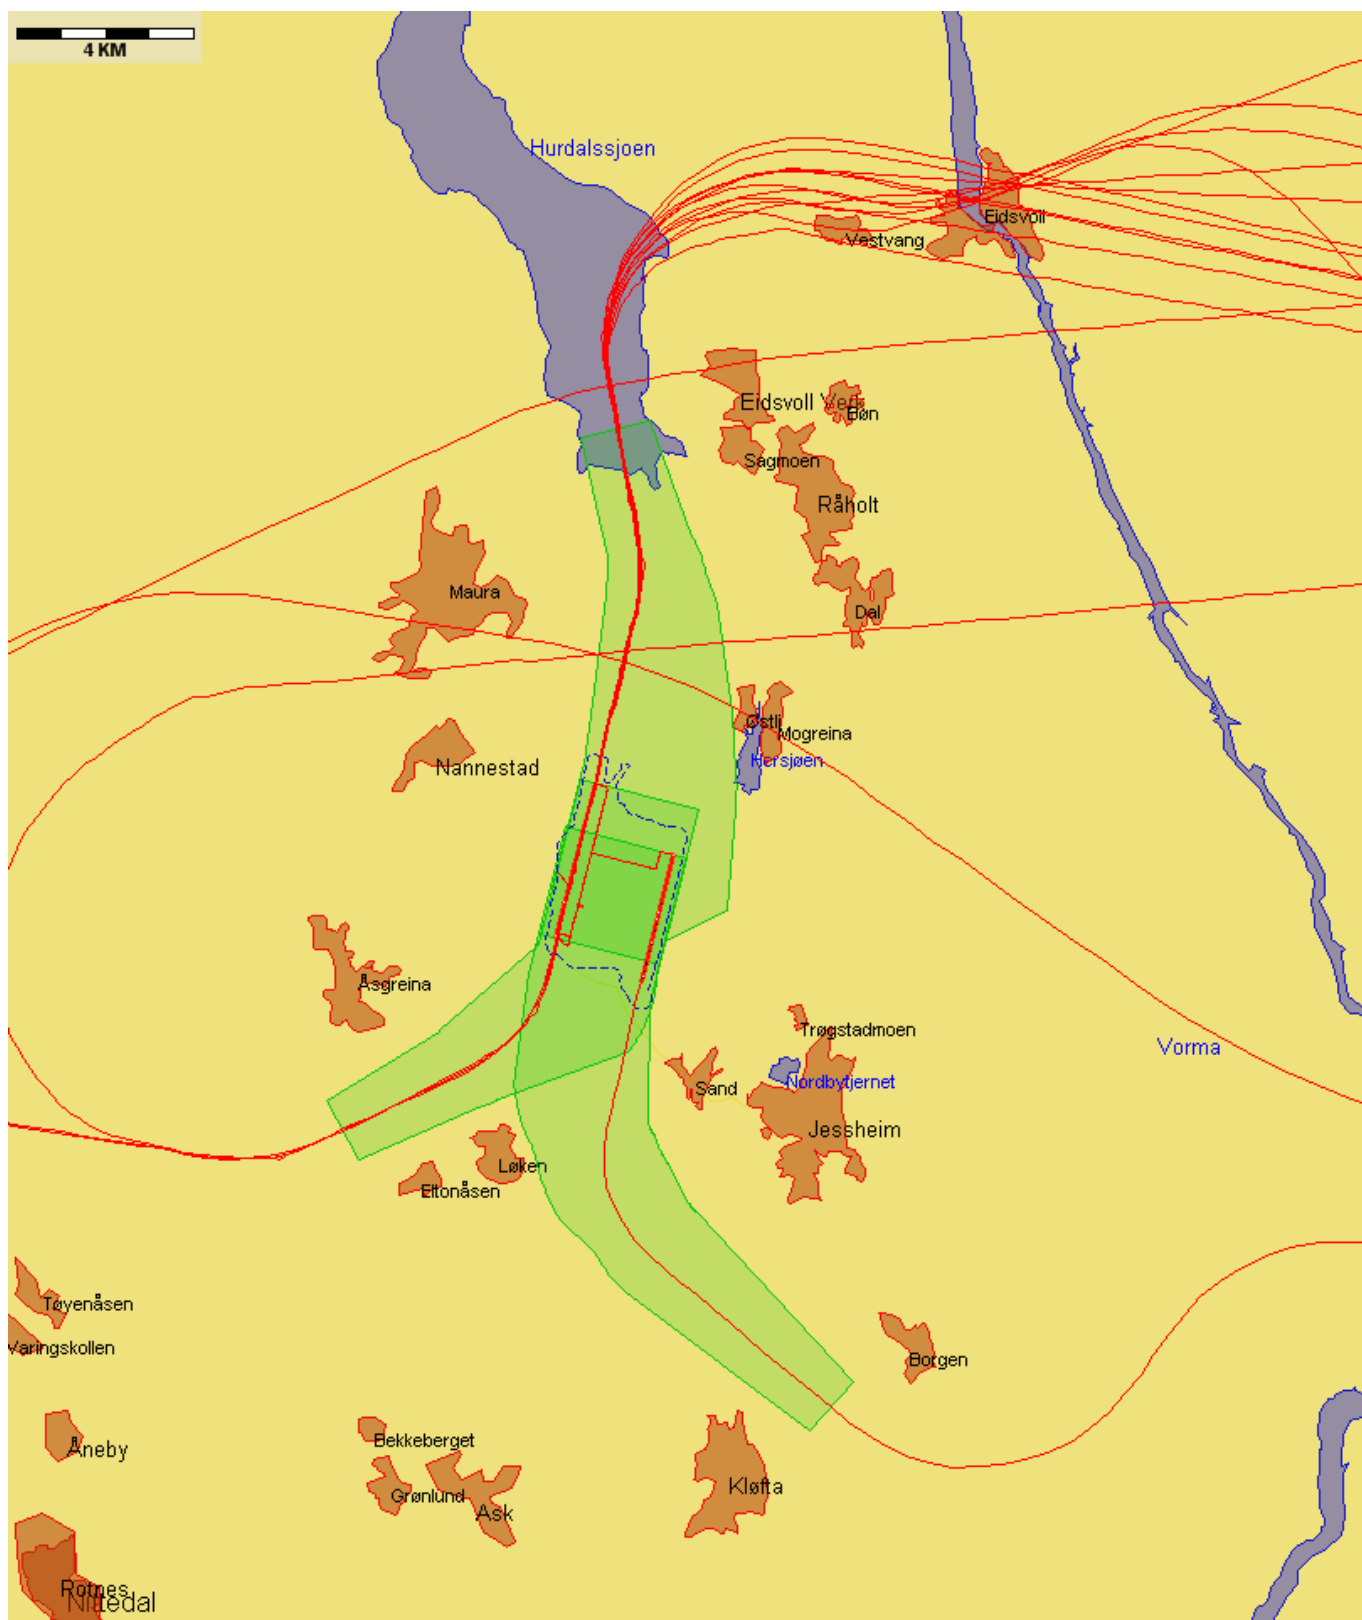 4 KM
Hurdalssjoen
Eidsvoll
Vestvang
Eidsvoll Verk
Bøn
Sagmoen
Råholt
Maura
Dal
Østli
Mogreina
Hersjøen
Nannestad
Åsgreina
Trøgstadmoen
Vorma
Sand
Nordbytjernet
Jessheim
Løken
Eltonåsen
Tøyenåsen
Varingskollen
Borgen
Åneby
Bekkeberget
Grønlund
Ask
Kløfta
Rotnes
Nittedal